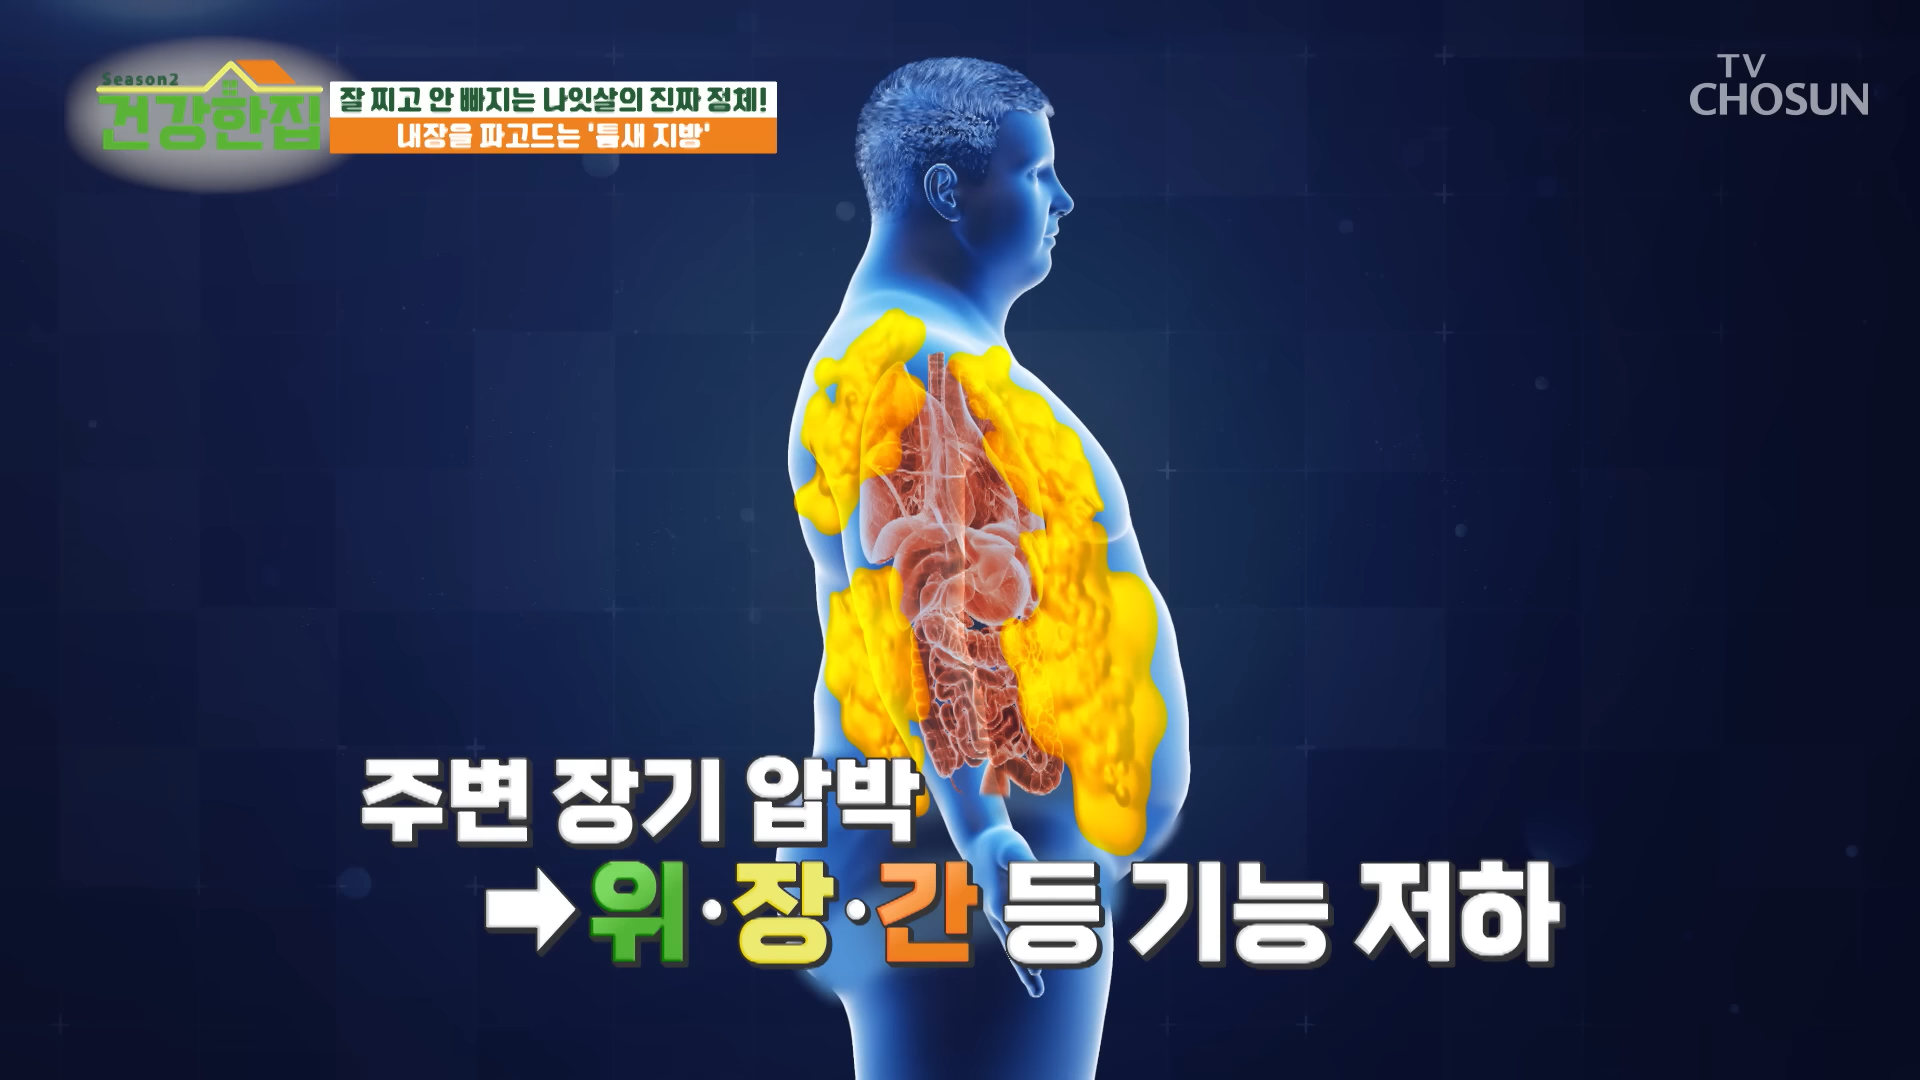 Season2
건강한집
잘 찌고 안 빠지는 나잇살의 진짜 정체!
내장을 파고드는 '틈새 지방'
TV
CHOSUN
주변 장기 압박
➡위·장·간 등 기능 저하